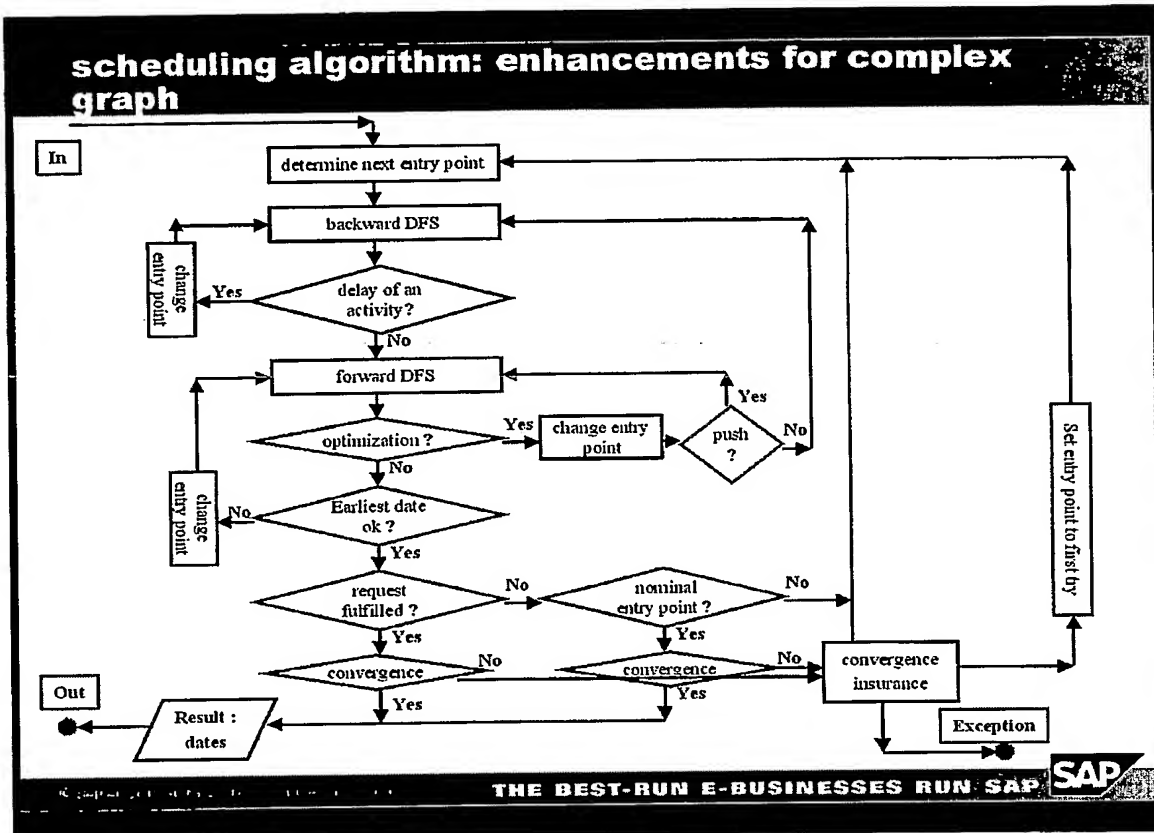 scheduling algorithm: enhancements for complex
graph
In
determine next entry point
backward DFS
change
entry point
Yes
delay of an
activity?
No
forward DFS
Yes
optimization ?
Yes
change entry
point
push
?
No
No
change
entry point
No
Earliest date
ok ?
Yes
Set entry point to first try
request
fulfilled ?
No
nominal
entry point ?
No
Yes
Yes
convergence
No
convergence
No
convergence
insurance
Out
Yes
Yes
Result :
dates
Exception
THE BEST-RUN E-BUSINESSES RUN SAP
SAP